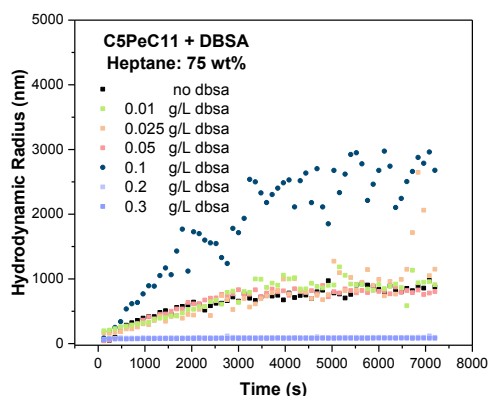 5000
4000
3000
2000
1000
0
Hydrodynamic Radius (nm)
C5PeC11 + DBSA
Heptane: 75 wt%
no dbsa
0.01 g/L dbsa
0.025 g/L dbsa
0.05 g/L dbsa
0.1 g/L dbsa
0.2 g/L dbsa
0.3 g/L dbsa
0 1000 2000 3000 4000 5000 6000 7000 8000
Time (s)